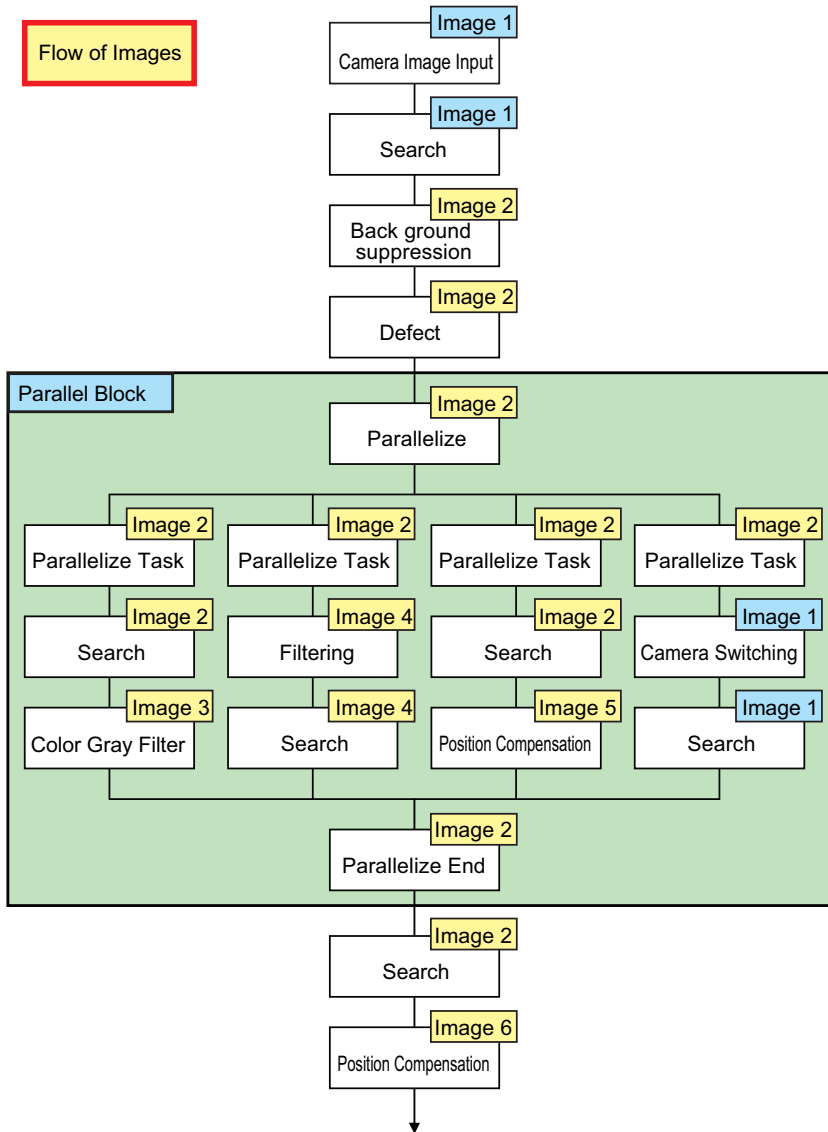 Flow of Images
Image 1
Camera Image Input
Image 1
Search
Image 2
Back ground
suppression
Image 2
Defect
Parallel Block
Image 2
Parallelize
Image 2
Parallelize Task
Image 2
Parallelize Task
Image 2
Parallelize Task
Image 2
Parallelize Task
Image 2
Search
Image 4
Filtering
Image 2
Search
Image 1
Camera Switching
Image 3
Color Gray Filter
Image 4
Search
Image 5
Position Compensation
Image 1
Search
Image 2
Parallelize End
Image 2
Search
Image 6
Position Compensation